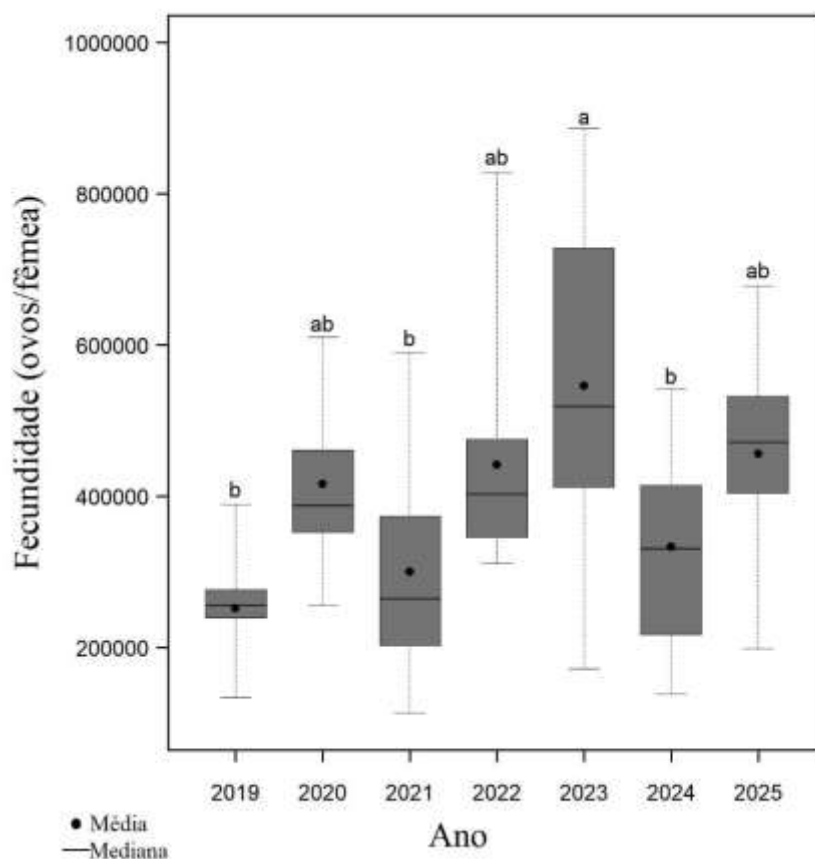 1000000
800000
600000
400000
200000
Fecundidade (ovos/fêmea)
b
ab
b
ab
a
b
ab
2019 2020 2021 2022 2023 2024 2025
Ano
Média
Mediana